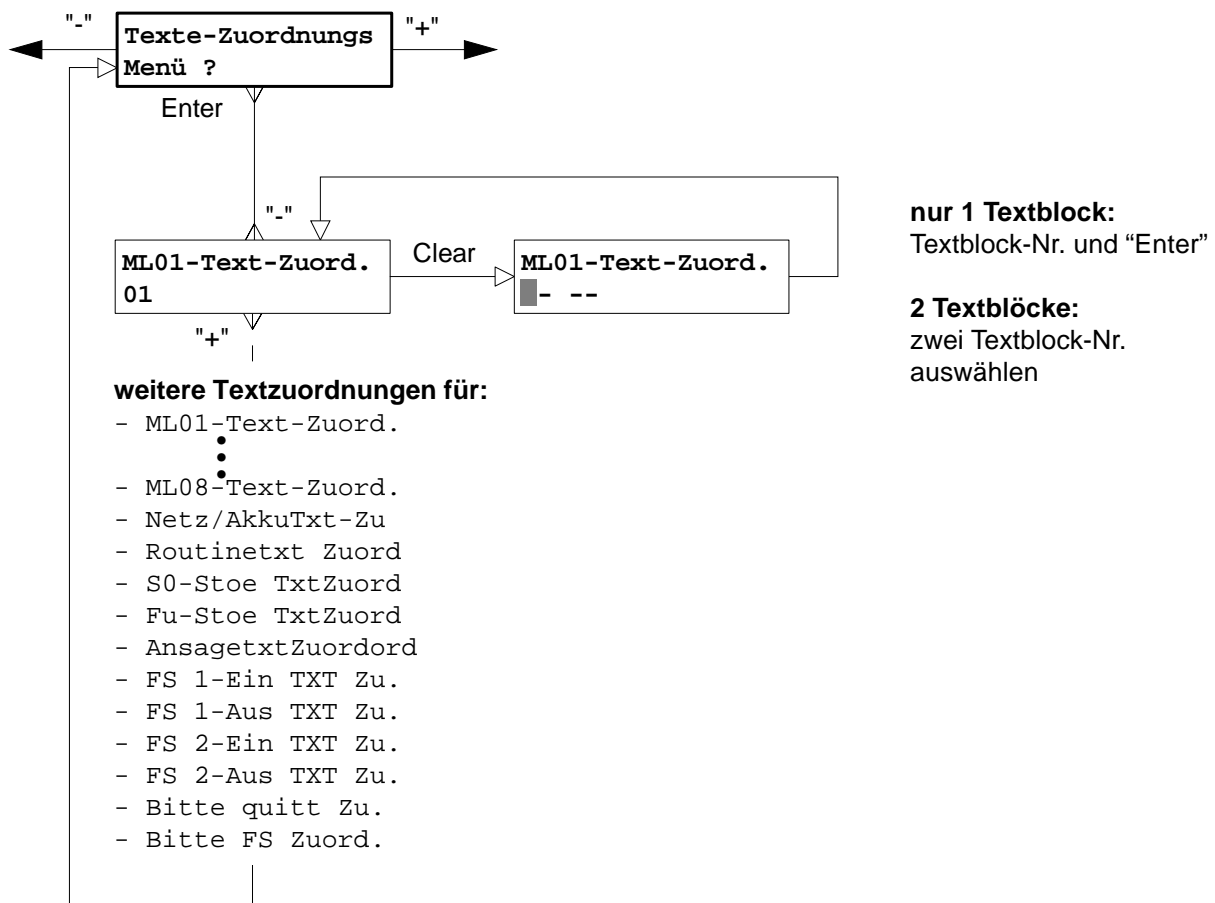 "-"
Texte-Zuordnungs
Menü ?
"+"
Enter
"-"
ML01-Text-Zuord.
01
Clear
ML01-Text-Zuord.
- --
"+"
nur 1 Textblock:
Textblock-Nr. und “Enter”
2 Textblöcke:
zwei Textblock-Nr.
auswählen
weitere Textzuordnungen für:
- ML01-Text-Zuord.
- ML08-Text-Zuord.
- Netz/AkkuTxt-Zu
- Routinetxt Zuord
- S0-Stoe TxtZuord
- Fu-Stoe TxtZuord
- AnsagetxtZuordord
- FS 1-Ein TXT Zu.
- FS 1-Aus TXT Zu.
- FS 2-Ein TXT Zu.
- FS 2-Aus TXT Zu.
- Bitte quitt Zu.
- Bitte FS Zuord.